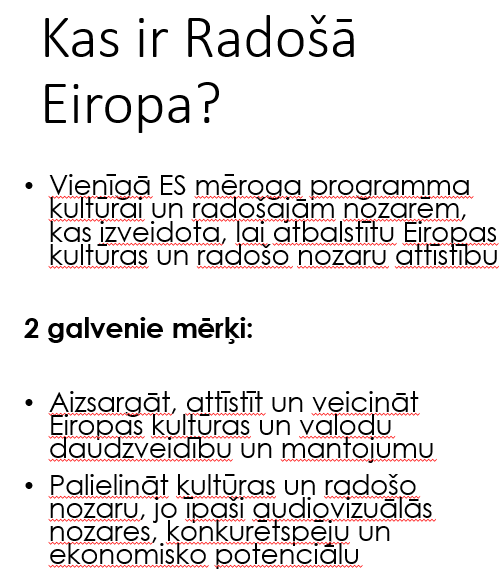 Kas ir Radošā
Eiropa?
• Vienīgā ES mēroga programma
kultūrai un radošajām nozarēm,
kas izveidota, lai atbalstītu Eiropas
kultūras un radošo nozaru attīstību
2 galvenie mērķi:
• Aizsargāt, attīstīt un veicināt
Eiropas kultūras un valodu
daudzveidību un mantojumu
• Palielināt kultūras un radošo
nozaru, jo īpaši audiovizuālās
nozares, konkurētspēju un
ekonomisko potenciālu